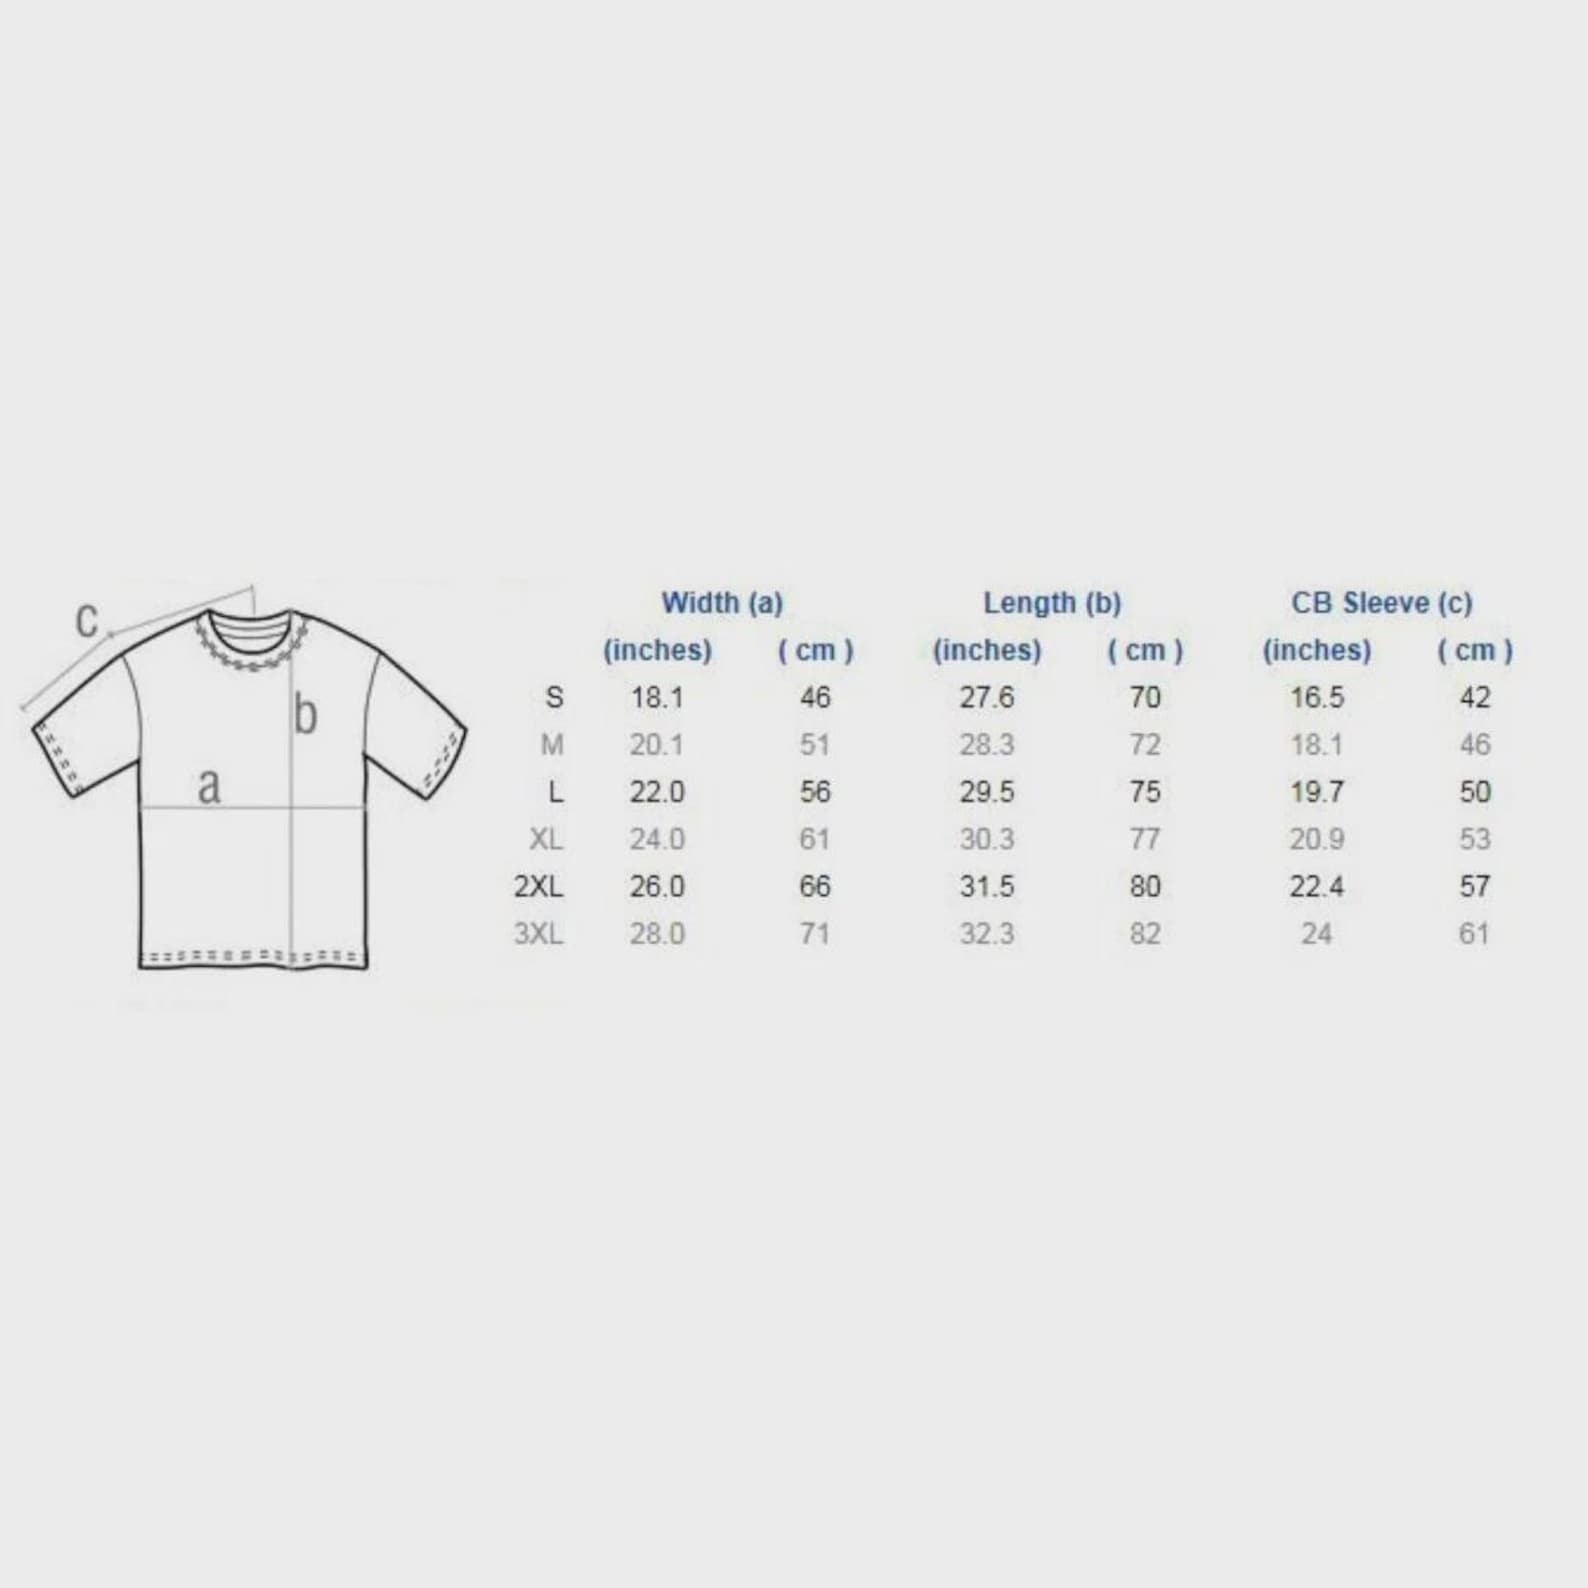 c
b
a
Width (a) Length (b) CB Sleeve (c)
(inches) ( cm ) (inches) ( cm ) (inches) ( cm )
S 18.1 46 27.6 70 16.5 42
M 20.1 51 28.3 72 18.1 46
L 22.0 56 29.5 75 19.7 50
XL 24.0 61 30.3 77 20.9 53
2XL 26.0 66 31.5 80 22.4 57
3XL 28.0 71 32.3 82 24 61